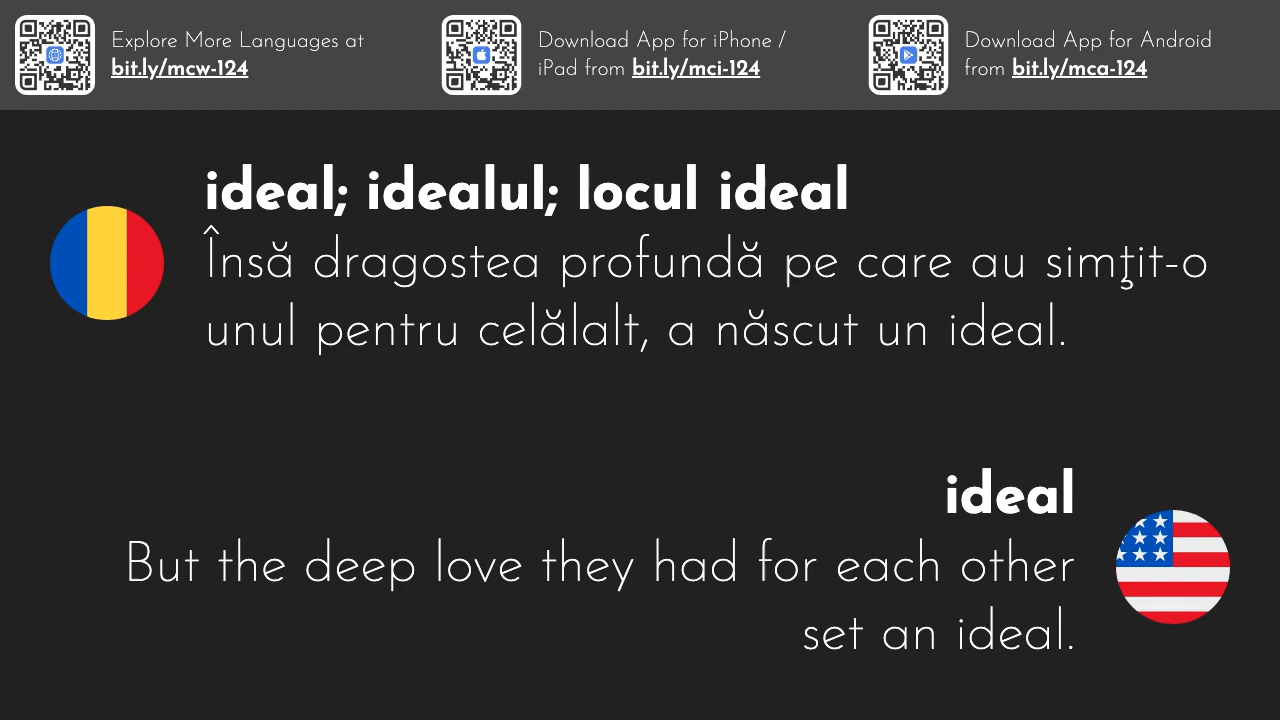 Explore More Languages at
bit.ly/mcw-124
Download App for iPhone /
iPad from bit.ly/mci-124
Download App for Android
from bit.ly/mca-124
ideal; idealul; locul ideal
Însă dragostea profundă pe care au simţit-o
unul pentru celălalt, a născut un ideal.
ideal
But the deep love they had for each other
set an ideal.